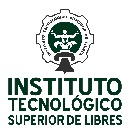 INSTITUTO
TECNOLÓGICO
SUPERIOR DE LIBRES